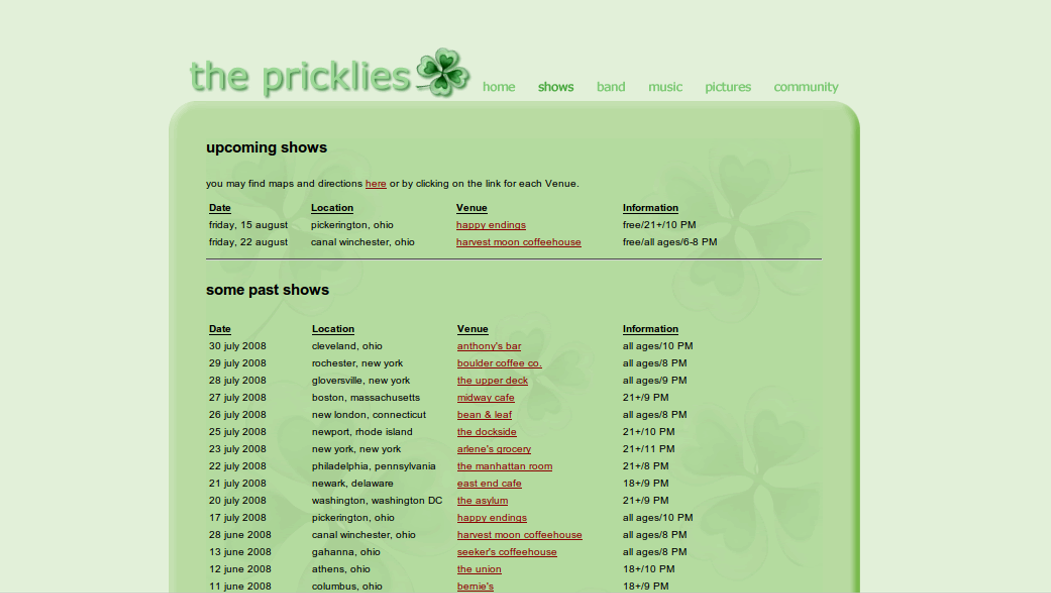 the pricklies home shows band music pictures community
upcoming shows
you may find maps and directions here or by clicking on the link for each Venue.
Date Location Venue Information
friday, 15 august pickerington, ohio happy endings free/21+/10 PM
friday, 22 august canal winchester, ohio harvest moon coffeehouse free/all ages/6-8 PM
some past shows
Date Location Venue Information
30 july 2008 cleveland, ohio anthony's bar all ages/10 PM
29 july 2008 rochester, new york boulder coffee co. all ages/8 PM
28 july 2008 gloversville, new york the upper deck all ages/9 PM
27 july 2008 boston, massachusetts midway cafe 21+/9 PM
26 july 2008 new london, connecticut bean & leaf all ages/8 PM
25 july 2008 newport, rhode island the dockside 21+/10 PM
23 july 2008 new york, new york arlene's grocery 21+/11 PM
22 july 2008 philadelphia, pennsylvania the manhattan room 21+/8 PM
21 july 2008 newark, delaware east end cafe 18+/9 PM
20 july 2008 washington, washington DC the asylum 21+/9 PM
17 july 2008 pickerington, ohio happy endings all ages/10 PM
28 june 2008 canal winchester, ohio harvest moon coffeehouse all ages/8 PM
13 june 2008 gahanna, ohio seeker's coffeehouse all ages/8 PM
12 june 2008 athens, ohio the union 18+/10 PM
11 june 2008 columbus, ohio bernie's 18+/9 PM